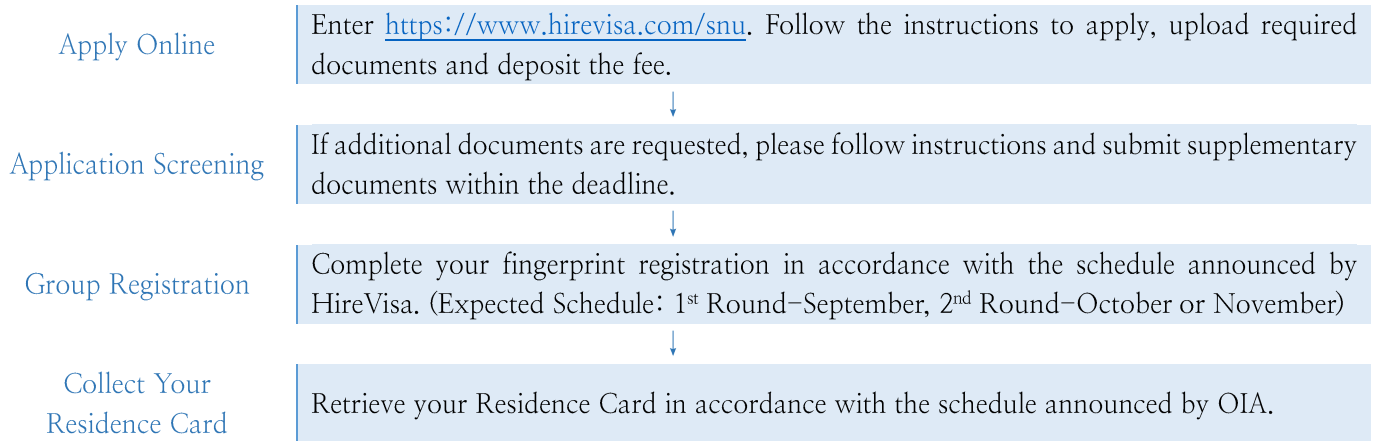 Apply Online
Enter https://www.hirevisa.com/snu. Follow the instructions to apply, upload required
documents and deposit the fee.
Application Screening
If additional documents are requested, please follow instructions and submit supplementary
documents within the deadline.
Group Registration
Complete your fingerprint registration in accordance with the schedule announced by
HireVisa. (Expected Schedule: 1st Round-September, 2nd Round-October or November)
Collect Your
Residence Card
Retrieve your Residence Card in accordance with the schedule announced by OIA.